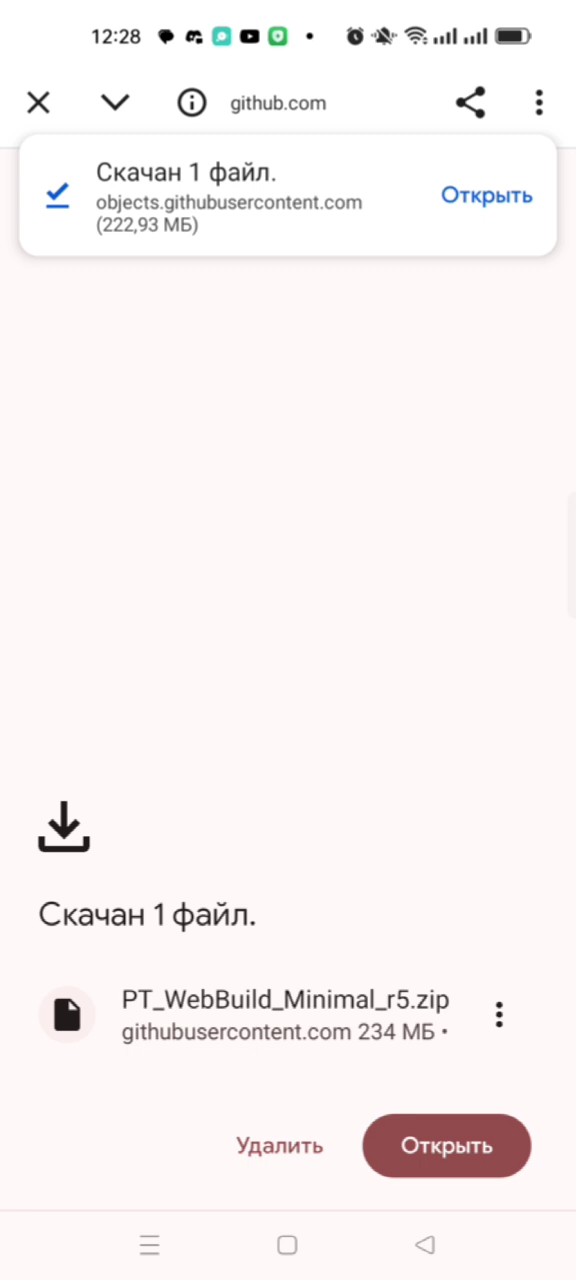 12:28
github.com
Скачан 1 файл.
objects.githubusercontent.com
(222,93 МБ)
Открыть
Скачан 1 файл.
PT_WebBuild_Minimal_r5.zip
githubusercontent.com 234 МБ •
Удалить
Открыть